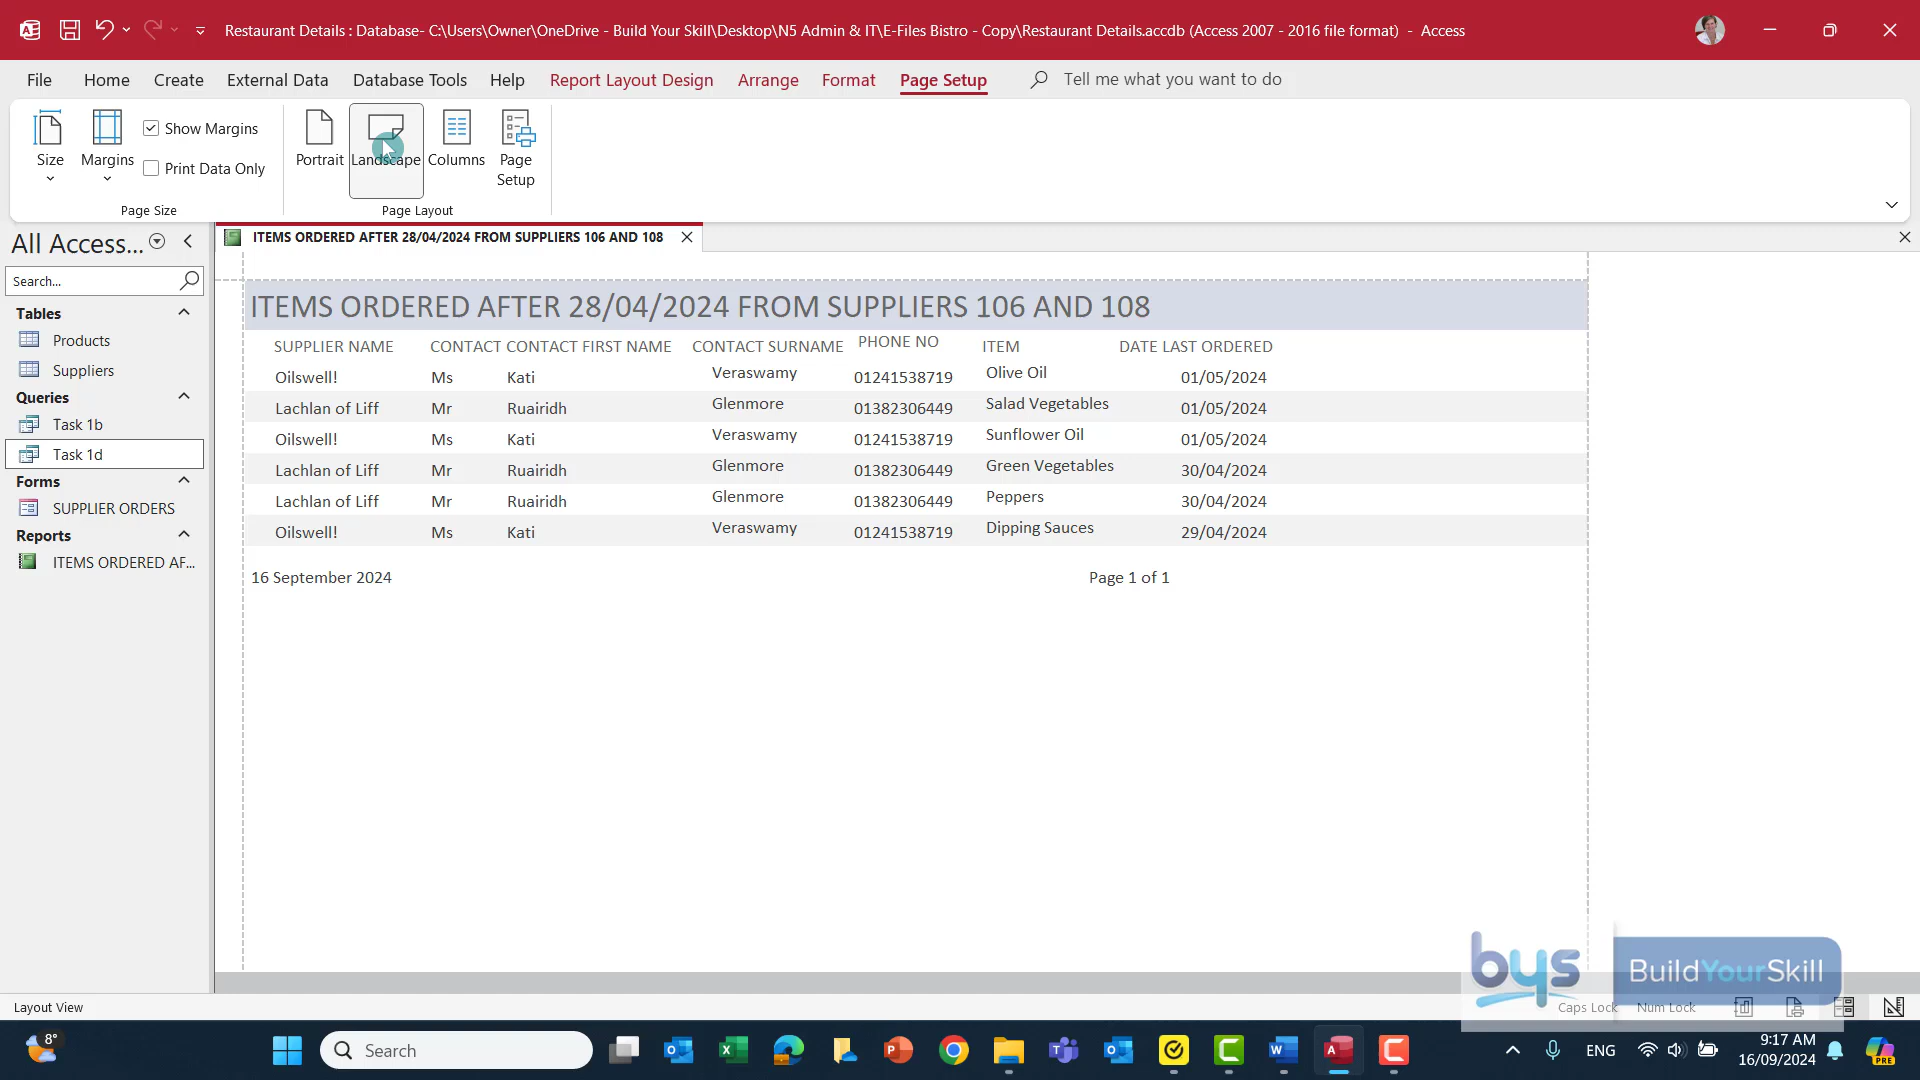 Restaurant Details : Database- C:\Users\Owner\OneDrive - Build Your Skill\Desktop\N5 Admin & IT\E-Files Bistro - Copy\Restaurant Details.accdb (Access 2007 - 2016 file format) - Access
File Home Create External Data Database Tools Help Report Layout Design Arrange Format Page Setup Tell me what you want to do
Size Margins Show Margins Print Data Only Portrait Landscape Columns Page Setup
Page Size Page Layout
All Access...
ITEMS ORDERED AFTER 28/04/2024 FROM SUPPLIERS 106 AND 108
Search...
Tables
Products
Suppliers
Queries
Task 1b
Task 1d
Forms
SUPPLIER ORDERS
Reports
ITEMS ORDERED AF...
ITEMS ORDERED AFTER 28/04/2024 FROM SUPPLIERS 106 AND 108
SUPPLIER NAME CONTACT CONTACT FIRST NAME CONTACT SURNAME PHONE NO ITEM DATE LAST ORDERED
Oilswell! Ms Kati Veraswamy 01241538719 Olive Oil 01/05/2024
Lachlan of Liff Mr Ruairidh Glenmore 01382306449 Salad Vegetables 01/05/2024
Oilswell! Ms Kati Veraswamy 01241538719 Sunflower Oil 01/05/2024
Lachlan of Liff Mr Ruairidh Glenmore 01382306449 Green Vegetables 30/04/2024
Lachlan of Liff Mr Ruairidh Glenmore 01382306449 Peppers 30/04/2024
Oilswell! Ms Kati Veraswamy 01241538719 Dipping Sauces 29/04/2024
16 September 2024 Page 1 of 1
bys BuildYourSkill
Layout View Caps Lock Num Lock
8°
Search
ENG
9:17 AM
16/09/2024
PRE